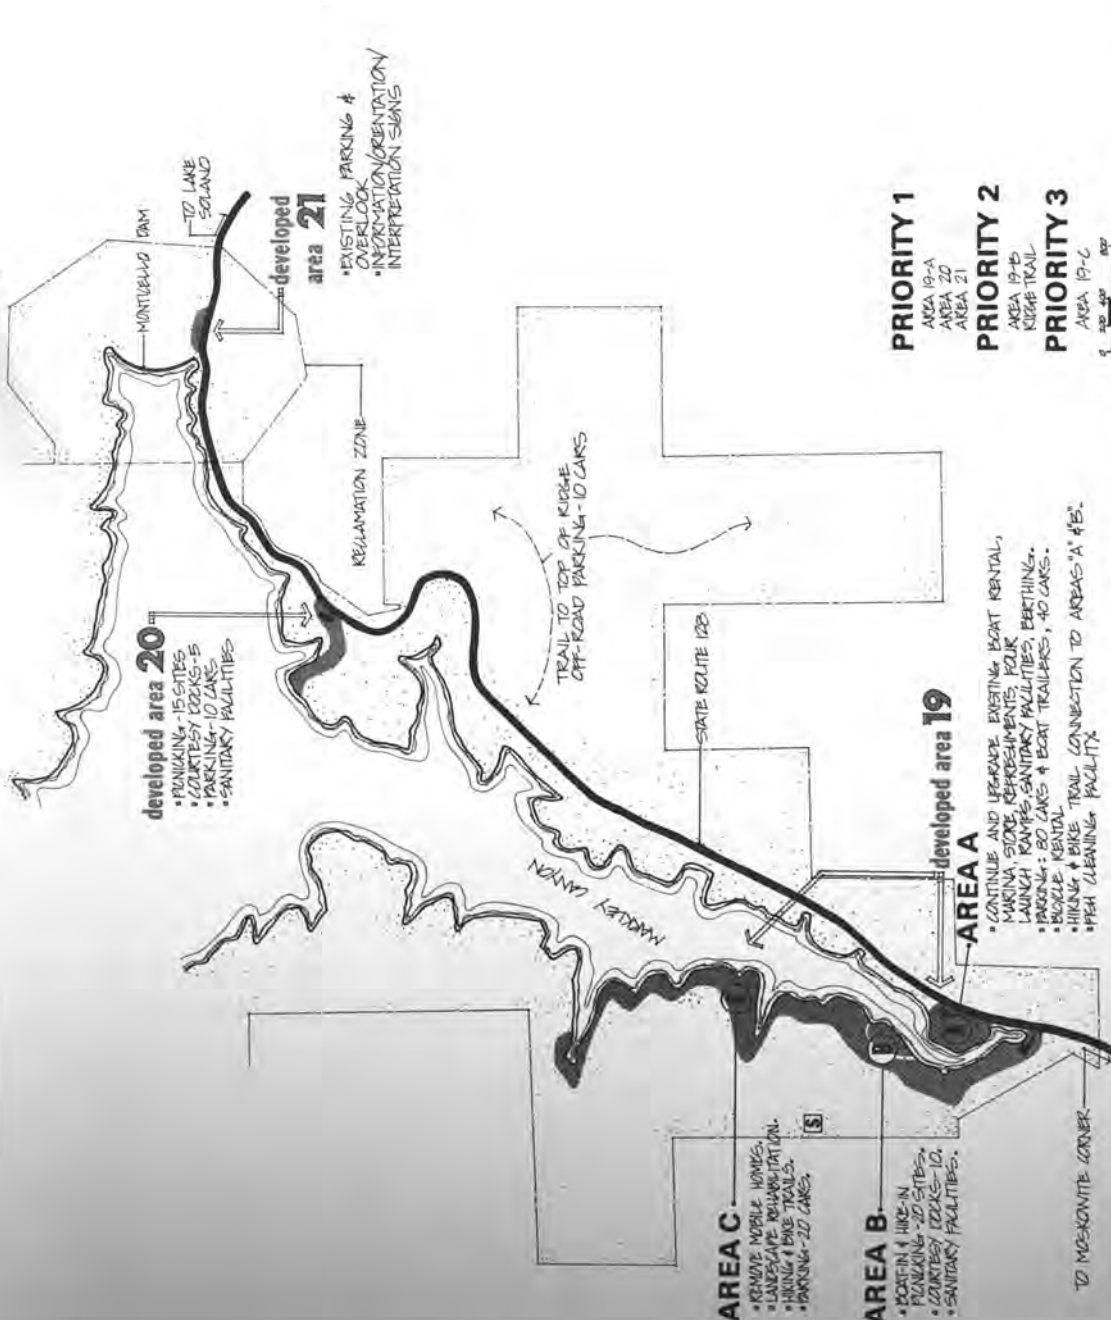 MONTICELLO DAM
TO LAKE
SOLANO
developed
area 21
• EXISTING PARKING &
OVERLOOK
• INFORMATION/ORIENTATION/
INTERPRETATION SIGNS
developed area 20
• PICNICKING - 15 SITES
• COURTESY DOCKS - 5
• PARKING - 10 CARS
• SANITARY FACILITIES
RECLAMATION ZONE
TRAIL TO TOP OF RIDGE
OFF-ROAD PARKING - 10 CARS
STATE ROUTE 128
MARKLEY CANYON
developed area 19
AREA A
• CONTINUE AND UPGRADE EXISTING BOAT RENTAL,
MARINA STORE, REFRESHMENTS, FOUR
LAUNCH RAMPS, SANITARY FACILITIES, BERTHING.
• PARKING: 80 CARS & BOAT TRAILERS, 40 CARS.
• BICYCLE RENTAL
• HIKING & BIKE TRAIL CONNECTION TO AREAS "A" & "B".
• FISH CLEANING FACILITY.
A
B
AREA C
• REMOVE MOBILE HOMES.
• LANDSCAPE REHABILITATION.
• HIKING & BIKE TRAILS.
• PARKING - 20 CARS.
S
AREA B
• BOAT-IN & HIKE-IN
PICNICKING - 20 SITES.
• COURTESY DOCKS - 10.
• SANITARY FACILITIES.
TO MOSKOWITE CORNER
PRIORITY 1
AREA 19-A
AREA 20
AREA 21
PRIORITY 2
AREA 19-B
RIDGE TRAIL
PRIORITY 3
AREA 19-C
0 200 400 800